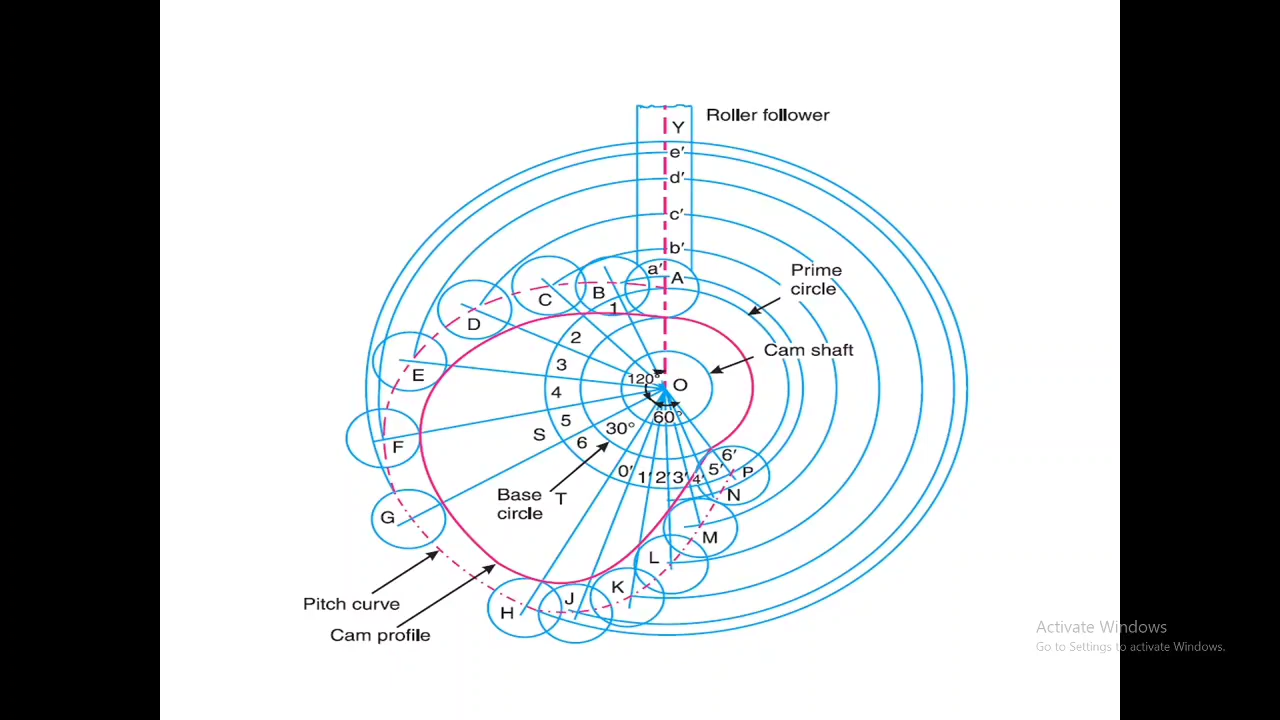 Roller follower
Y
e′
d′
c′
b′
a′
A
Prime
circle
B
C
1
D
2
Cam shaft
3
E
120°
O
4
60°
5
30°
S
6
F
6′
0′
1′
2′
3′
4′
5′
P
N
Base
circle
T
G
M
L
K
J
H
Pitch curve
Cam profile
Activate Windows
Go to Settings to activate Windows.